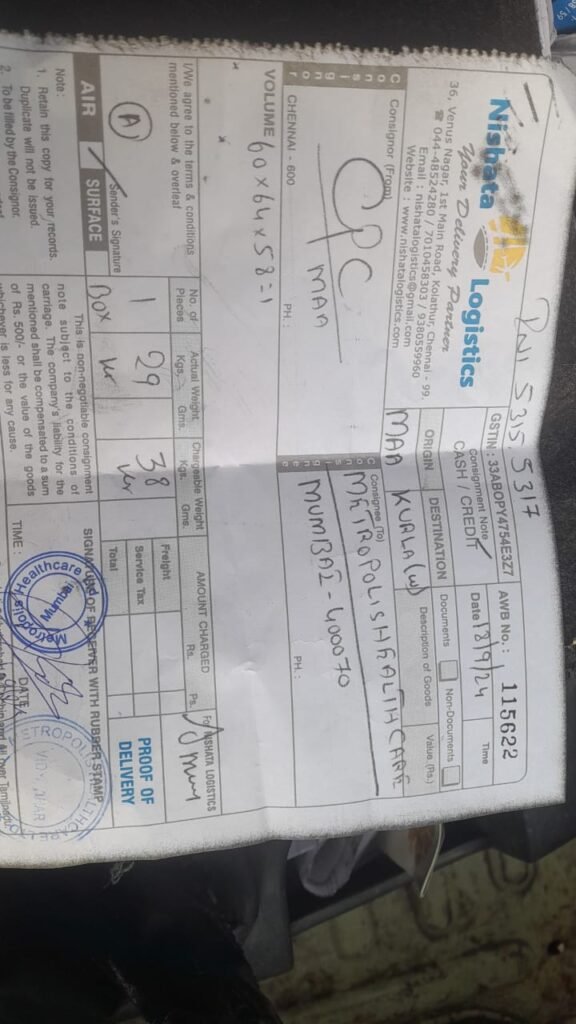 PNI 5315 5317
Nishata Logistics
Your Delivery Partner
36, Venus Nagar, 1st Main Road, Kolathur, Chennai - 99.
☎ 044-48524280 / 7010458303 / 9380559960
Email : nishatalogistics@gmail.com
Website : www.nishatalogistics.com
GSTIN : 33ABOPY4754E3Z7
Consignment Note
CASH / CREDIT
AWB No. : 115622
Date 18/9/24
Time
ORIGIN
DESTINATION
Documents
Non-Documents
MAA
KURLA (W)
Description of Goods
Value (Rs.)
Consignor (From)
CPC
MAA
CHENNAI - 600
PH :
Consignee (To)
METROPOLIS HEALTHCARE
MUMBAI - 400070
PH. :
VOLUME 60 x 64 x 58 = 1
I/We agree to the terms & conditions
mentioned below & overleaf
A
Sender's Signature
AIR
SURFACE
No. of
Pieces
1
Box
Actual Weight
Kgs.
Gms.
29
Chargeable Weight
Kgs.
Gms.
38
AMOUNT CHARGED
Rs.
Ps.
Freight
Service Tax
Total
For NISHATA LOGISTICS
PROOF OF
DELIVERY
Note :
1. Retain this copy for your records.
Duplicate will not be issued.
2. To be filled by the Consignor.
This is non-negotiable consignment
note subject to the conditions of
carriage. The company's liability for the
mentioned shall be compensated to a sum
of Rs. 500/- or the value of the goods
whichever is less for any cause.
SIGNATURE OF RECEIVER WITH RUBBER STAMP
TIME :
DATE
Metropolis Healthcare
Mumbai